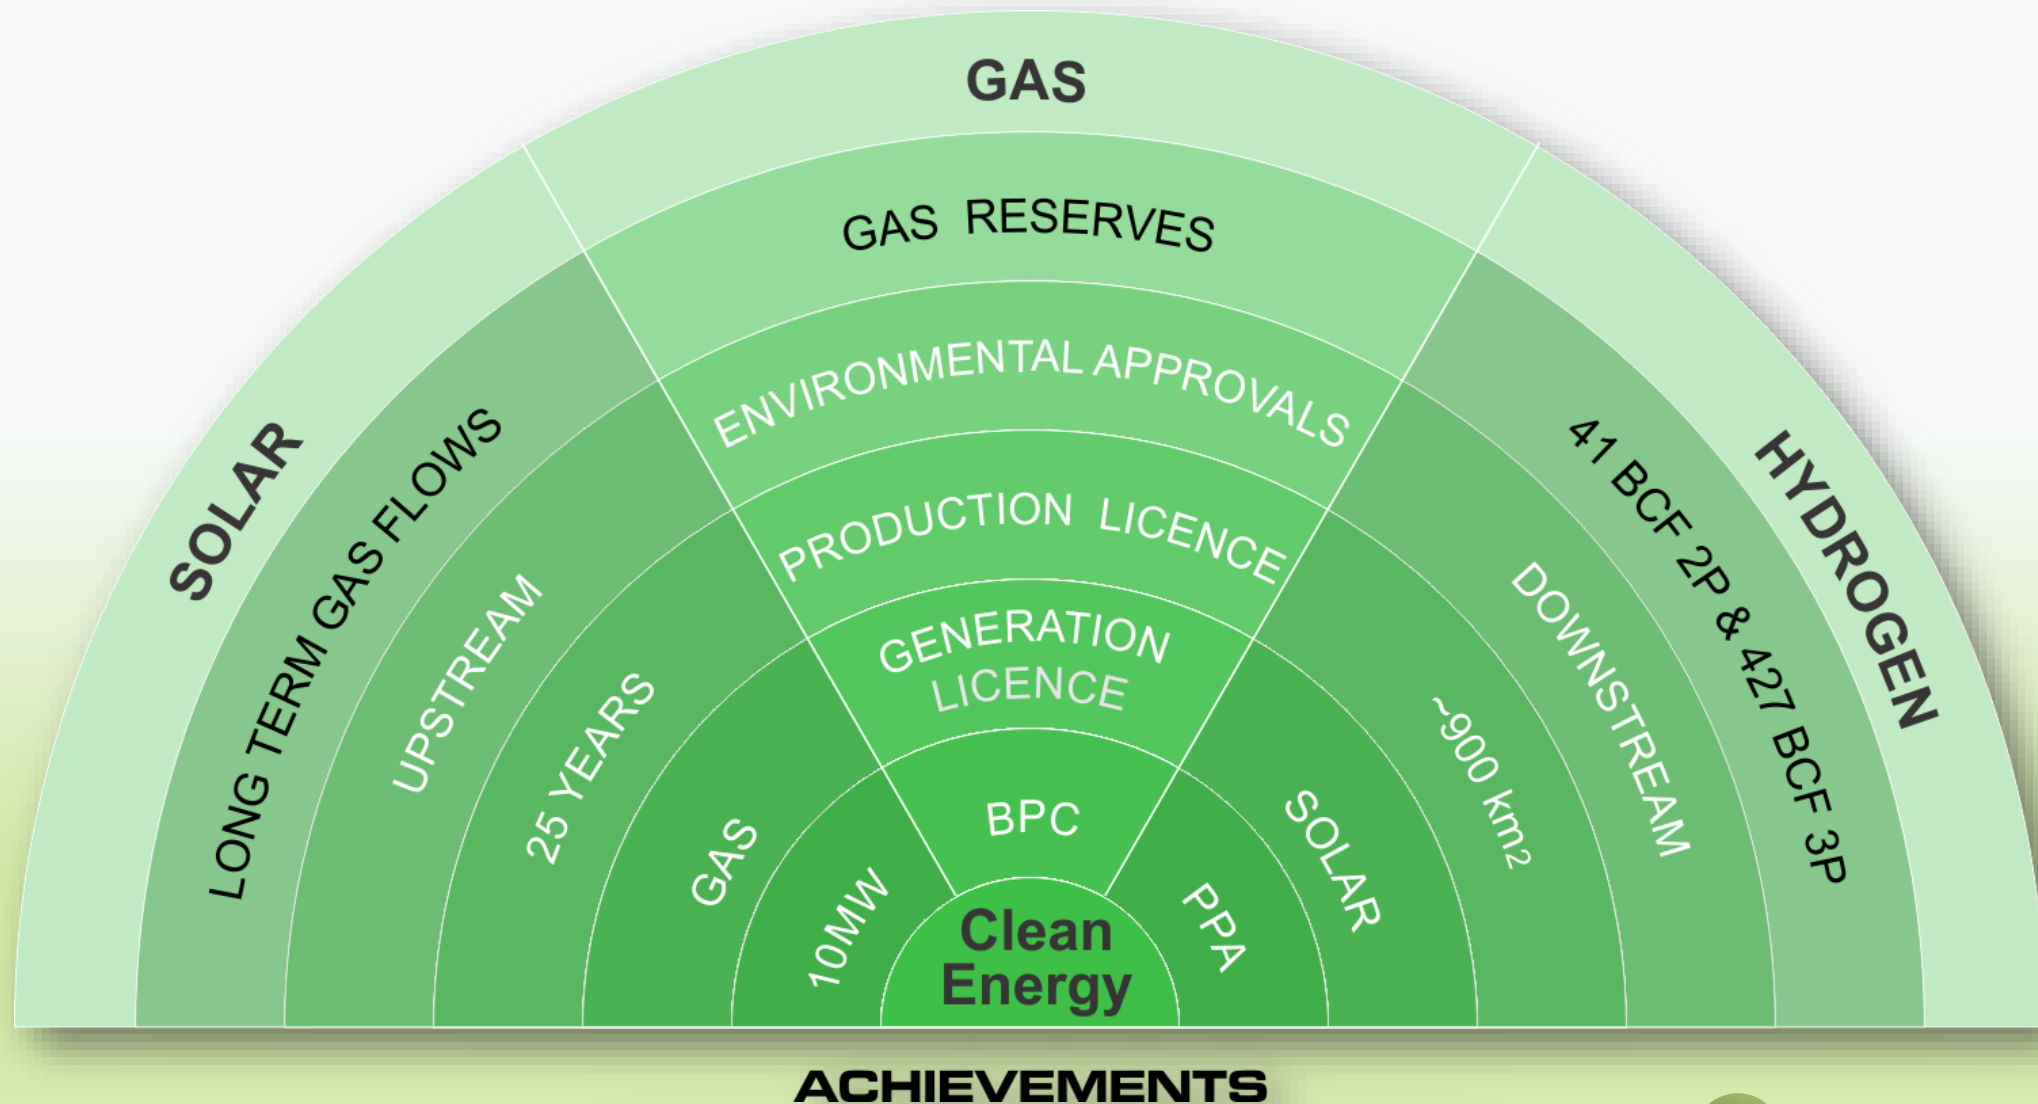 GAS
SOLAR
HYDROGEN
GAS RESERVES
LONG TERM GAS FLOWS
41 BCF 2P & 427 BCF 3P
ENVIRONMENTAL APPROVALS
UPSTREAM
DOWNSTREAM
PRODUCTION LICENCE
25 YEARS
~900 km2
GENERATION
LICENCE
GAS
SOLAR
BPC
10MW
PPA
Clean
Energy
ACHIEVEMENTS